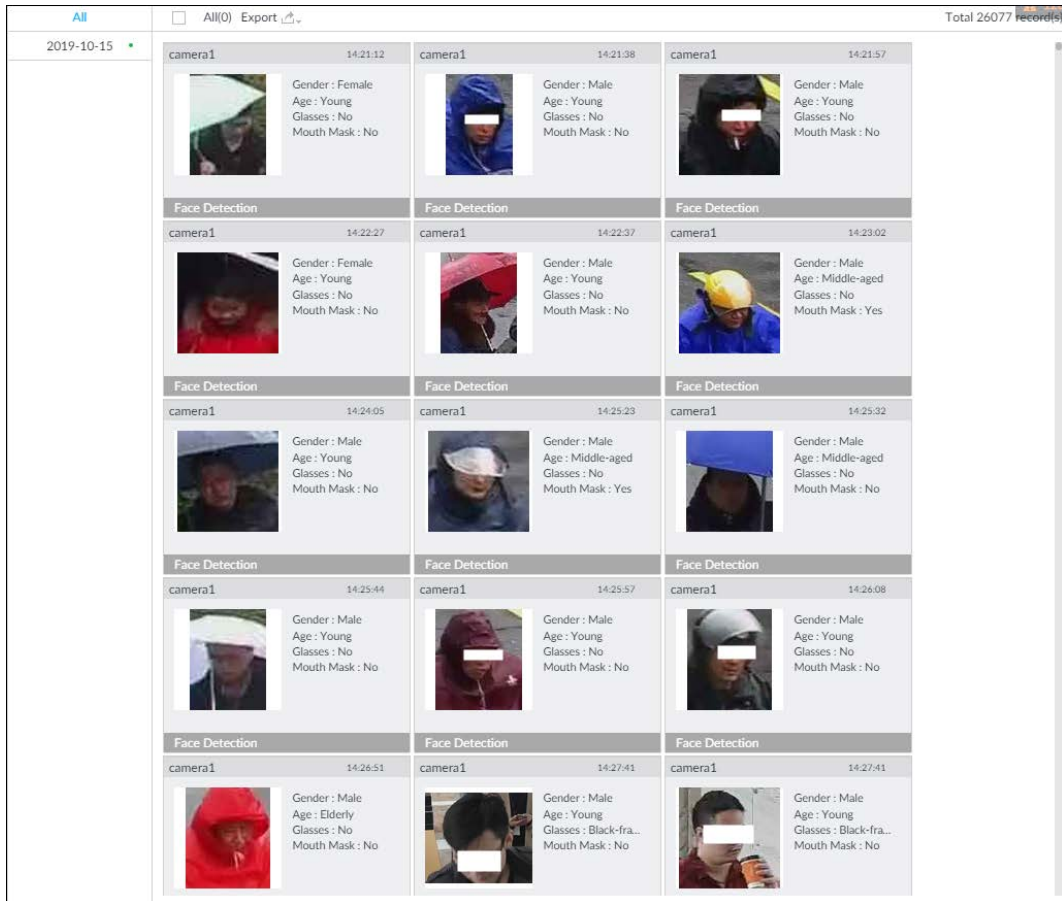 All
All(0) Export
Total 26077 record(s)
2019-10-15
camera1 14:21:12
Gender : Female
Age : Young
Glasses : No
Mouth Mask : No
Face Detection
camera1 14:21:38
Gender : Male
Age : Young
Glasses : No
Mouth Mask : No
Face Detection
camera1 14:21:57
Gender : Male
Age : Young
Glasses : No
Mouth Mask : No
Face Detection
camera1 14:22:27
Gender : Female
Age : Young
Glasses : No
Mouth Mask : No
Face Detection
camera1 14:22:37
Gender : Male
Age : Young
Glasses : No
Mouth Mask : No
Face Detection
camera1 14:23:02
Gender : Male
Age : Middle-aged
Glasses : No
Mouth Mask : Yes
Face Detection
camera1 14:24:05
Gender : Male
Age : Young
Glasses : No
Mouth Mask : No
Face Detection
camera1 14:25:23
Gender : Male
Age : Middle-aged
Glasses : No
Mouth Mask : Yes
Face Detection
camera1 14:25:32
Gender : Male
Age : Middle-aged
Glasses : No
Mouth Mask : No
Face Detection
camera1 14:25:44
Gender : Male
Age : Young
Glasses : No
Mouth Mask : No
Face Detection
camera1 14:25:57
Gender : Male
Age : Young
Glasses : No
Mouth Mask : No
Face Detection
camera1 14:26:08
Gender : Male
Age : Young
Glasses : No
Mouth Mask : No
Face Detection
camera1 14:26:51
Gender : Male
Age : Elderly
Glasses : No
Mouth Mask : No
camera1 14:27:41
Gender : Male
Age : Young
Glasses : Black-fra...
Mouth Mask : No
camera1 14:27:41
Gender : Male
Age : Young
Glasses : Black-fra...
Mouth Mask : No